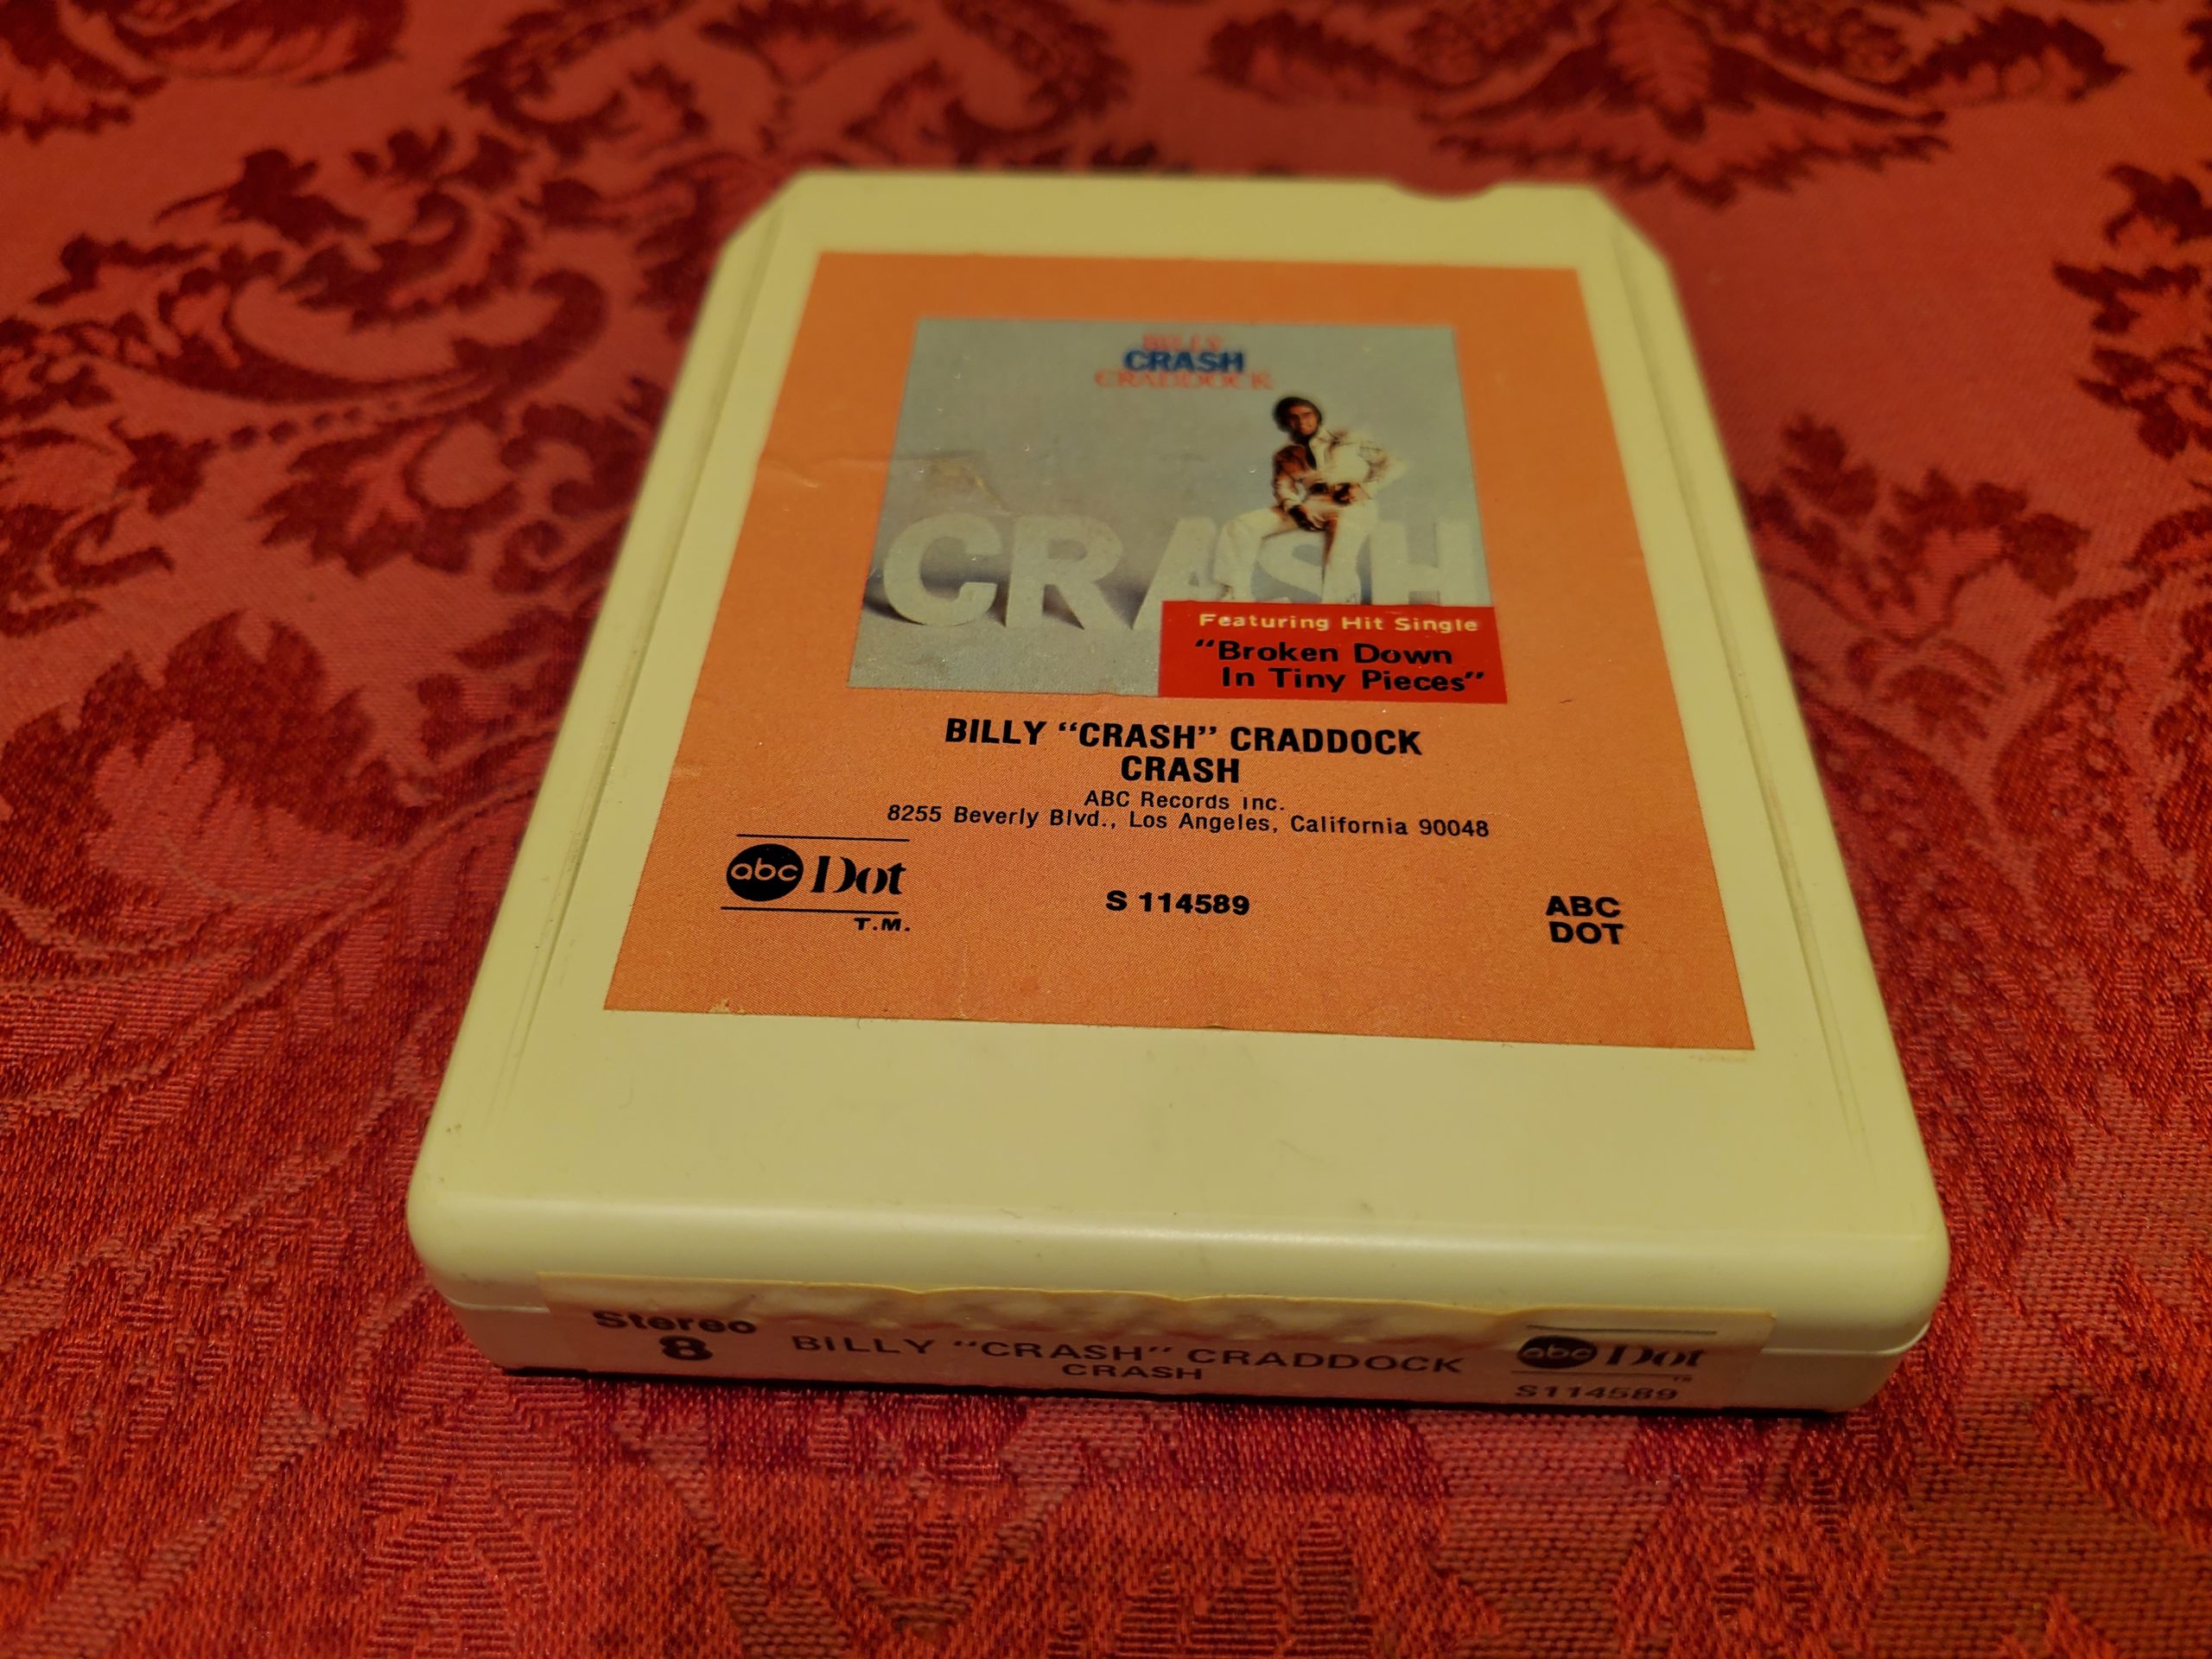 BILLY
CRASH
CRADDOCK
CRASH
Featuring Hit Single
"Broken Down
In Tiny Pieces"
BILLY "CRASH" CRADDOCK
CRASH
ABC Records Inc.
8255 Beverly Blvd., Los Angeles, California 90048
abc Dot
T.M.
S 114589
ABC
DOT
Stereo
8
BILLY "CRASH" CRADDOCK
CRASH
abc Dot
TM
S114589